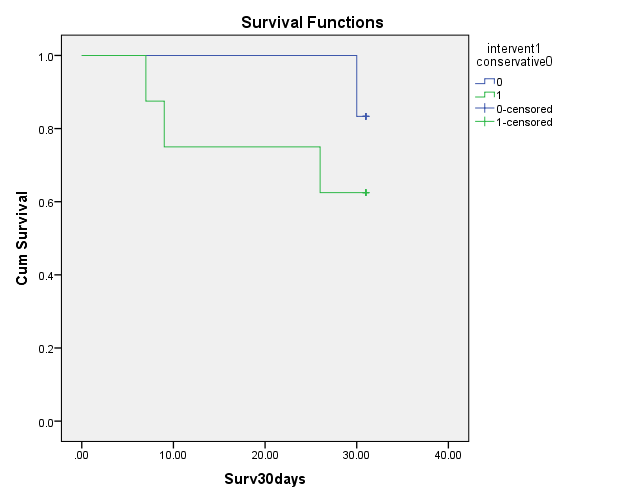 Survival Functions
intervent1
conservative0
0
1
0-censored
1-censored
Cum Survival
1.0
0.8
0.6
0.4
0.2
0.0
.00 10.00 20.00 30.00 40.00
Surv30days